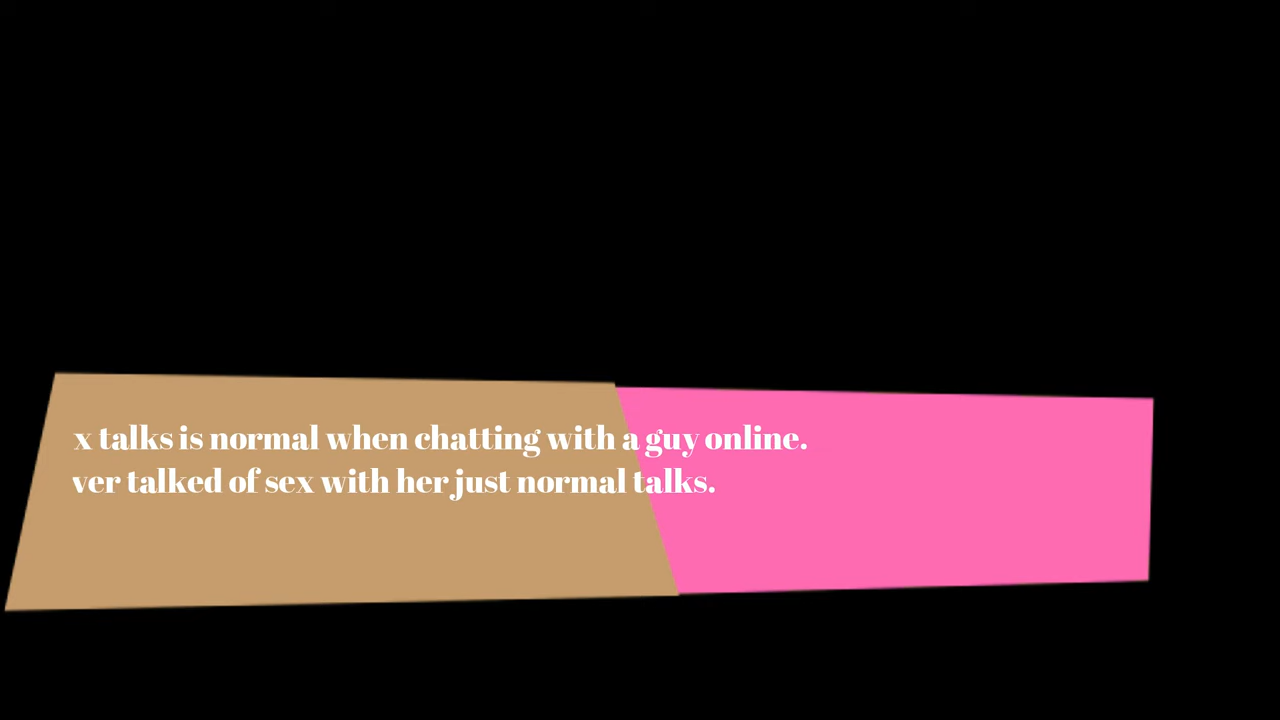 x talks is normal when chatting with a guy online.
ver talked of sex with her just normal talks.